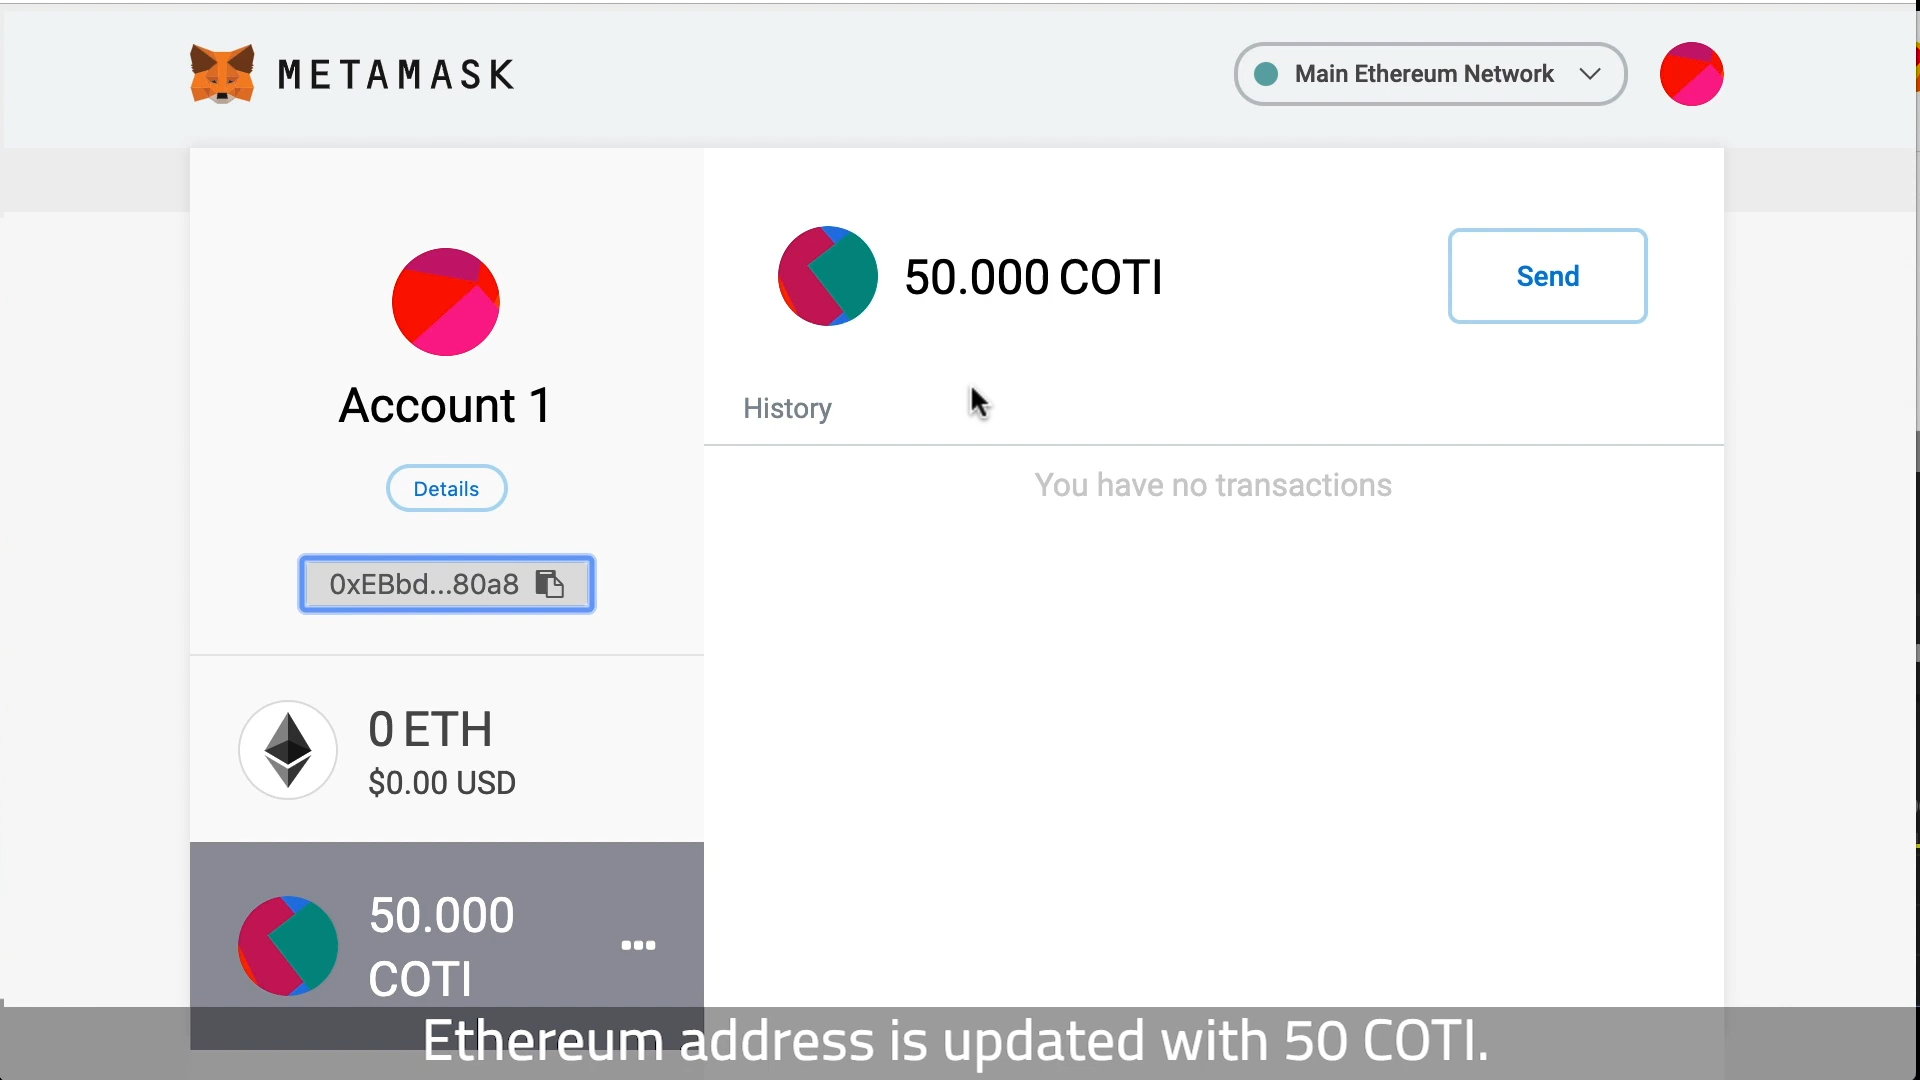 METAMASK
Main Ethereum Network
Account 1
Details
0xEBbd...80a8
0 ETH
$0.00 USD
50.000
COTI
50.000 COTI
Send
History
You have no transactions
Ethereum address is updated with 50 COTI.